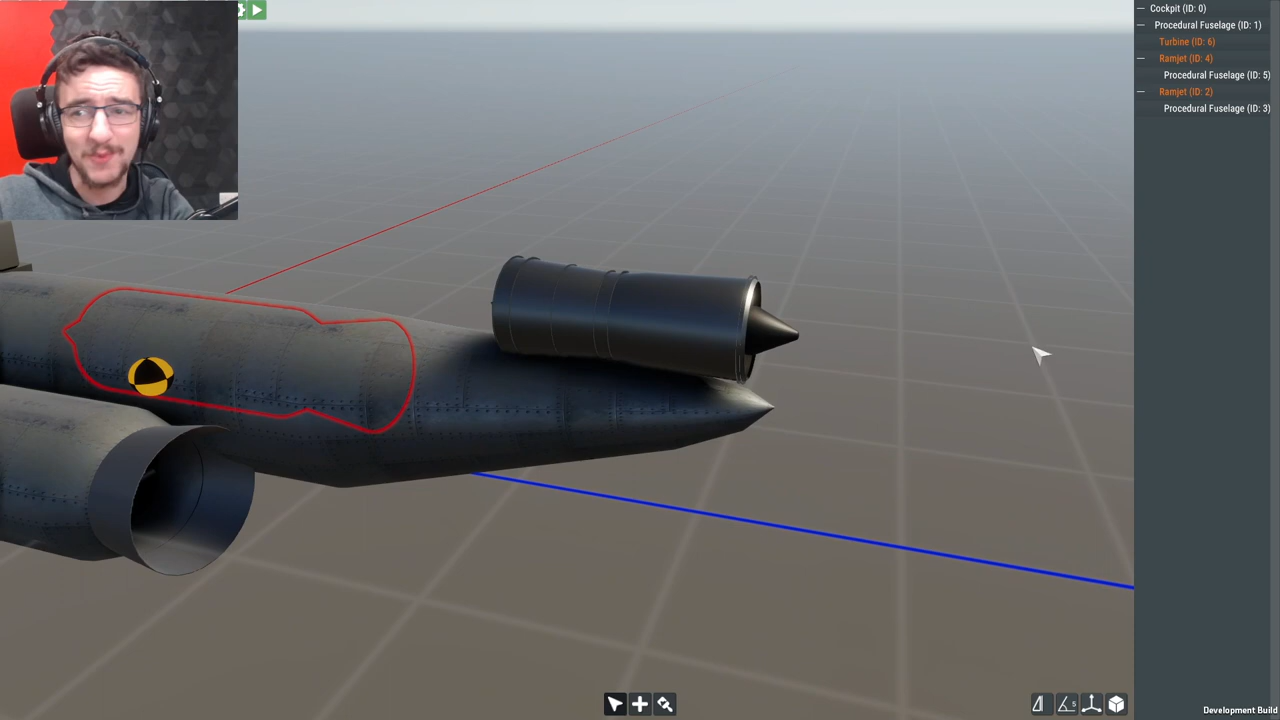 Cockpit (ID: 0)
Procedural Fuselage (ID: 1)
Turbine (ID: 6)
Ramjet (ID: 4)
Procedural Fuselage (ID: 5)
Ramjet (ID: 2)
Procedural Fuselage (ID: 3)
5
Development Build